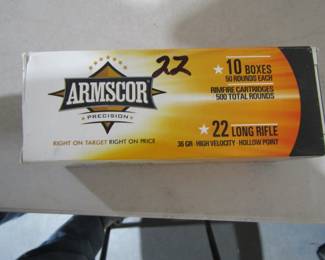 22
10 BOXES
50 ROUNDS EACH
RIMFIRE CARTRIDGES
500 TOTAL ROUNDS
ARMSCOR
PRECISION
RIGHT ON TARGET RIGHT ON PRICE
22 LONG RIFLE
36 GR · HIGH VELOCITY · HOLLOW POINT